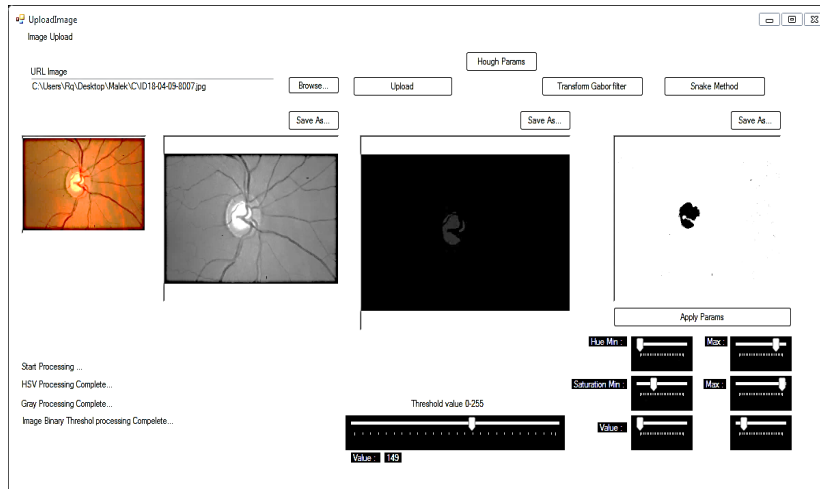 UploadImage
Image Upload
Hough Params
URL Image
C:\Users\Rq\Desktop\Malek\C\ID18-04-09-8007.jpg
Browse...
Upload
Transform Gabor filter
Snake Method
Save As...
Save As...
Save As...
Apply Params
Hue Min :
Max :
Start Processing ...
HSV Processing Complete...
Saturation Min :
Max :
Gray Processing Complete...
Threshold value 0-255
Image Binary Threshol processing Compelete...
Value :
Value : 149